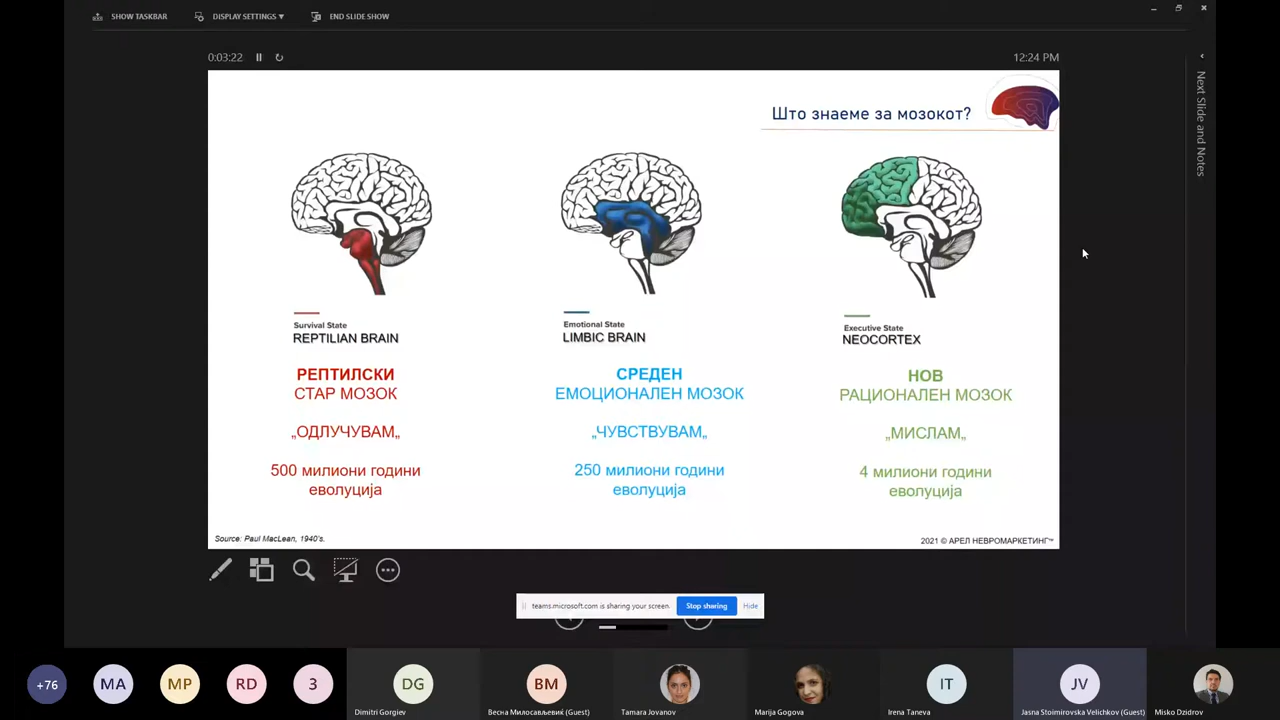 SHOW TASKBAR
DISPLAY SETTINGS ▾
END SLIDE SHOW
0:03:22
12:24 PM
Next Slide and Notes
Што знаеме за мозокот?
Survival State
REPTILIAN BRAIN
Emotional State
LIMBIC BRAIN
Executive State
NEOCORTEX
РЕПТИЛСКИ
СТАР МОЗОК
„ОДЛУЧУВАМ„
500 милиони години
еволуција
СРЕДЕН
ЕМОЦИОНАЛЕН МОЗОК
„ЧУВСТВУВАМ„
250 милиони години
еволуција
НОВ
РАЦИОНАЛЕН МОЗОК
„МИСЛАМ„
4 милиони години
еволуција
Source: Paul MacLean, 1940's.
2021 © АРЕЛ НЕВРОМАРКЕТИНГ™
teams.microsoft.com is sharing your screen.
Stop sharing
Hide
+76
MA
MP
RD
3
DG
Dimitri Gorgiev
ВМ
Весна Милосављевић (Guest)
Tamara Jovanov
Marija Gogova
IT
Irena Taneva
JV
Jasna Stoimirovska Velichkov (Guest)
Misko Dzidrov